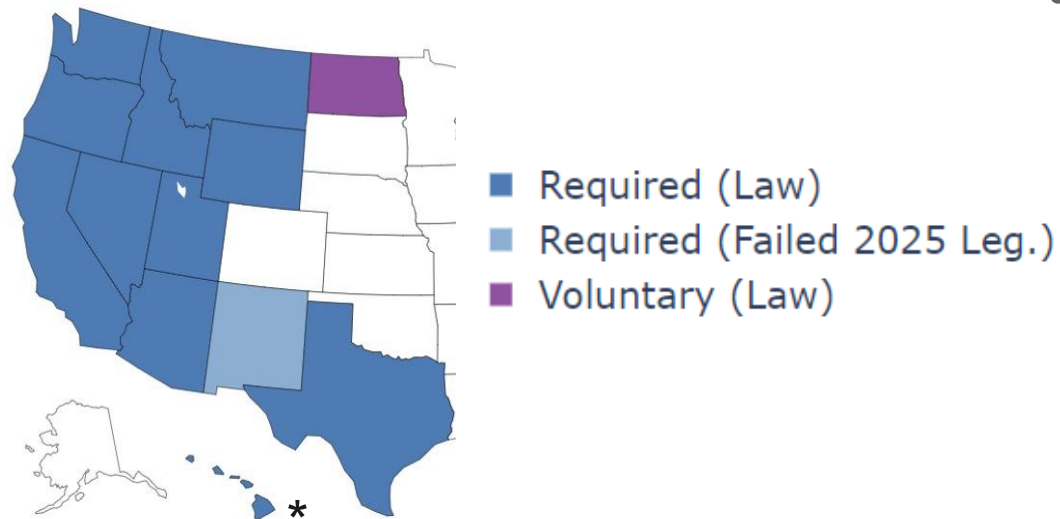 Required (Law)
Required (Failed 2025 Leg.)
Voluntary (Law)
*